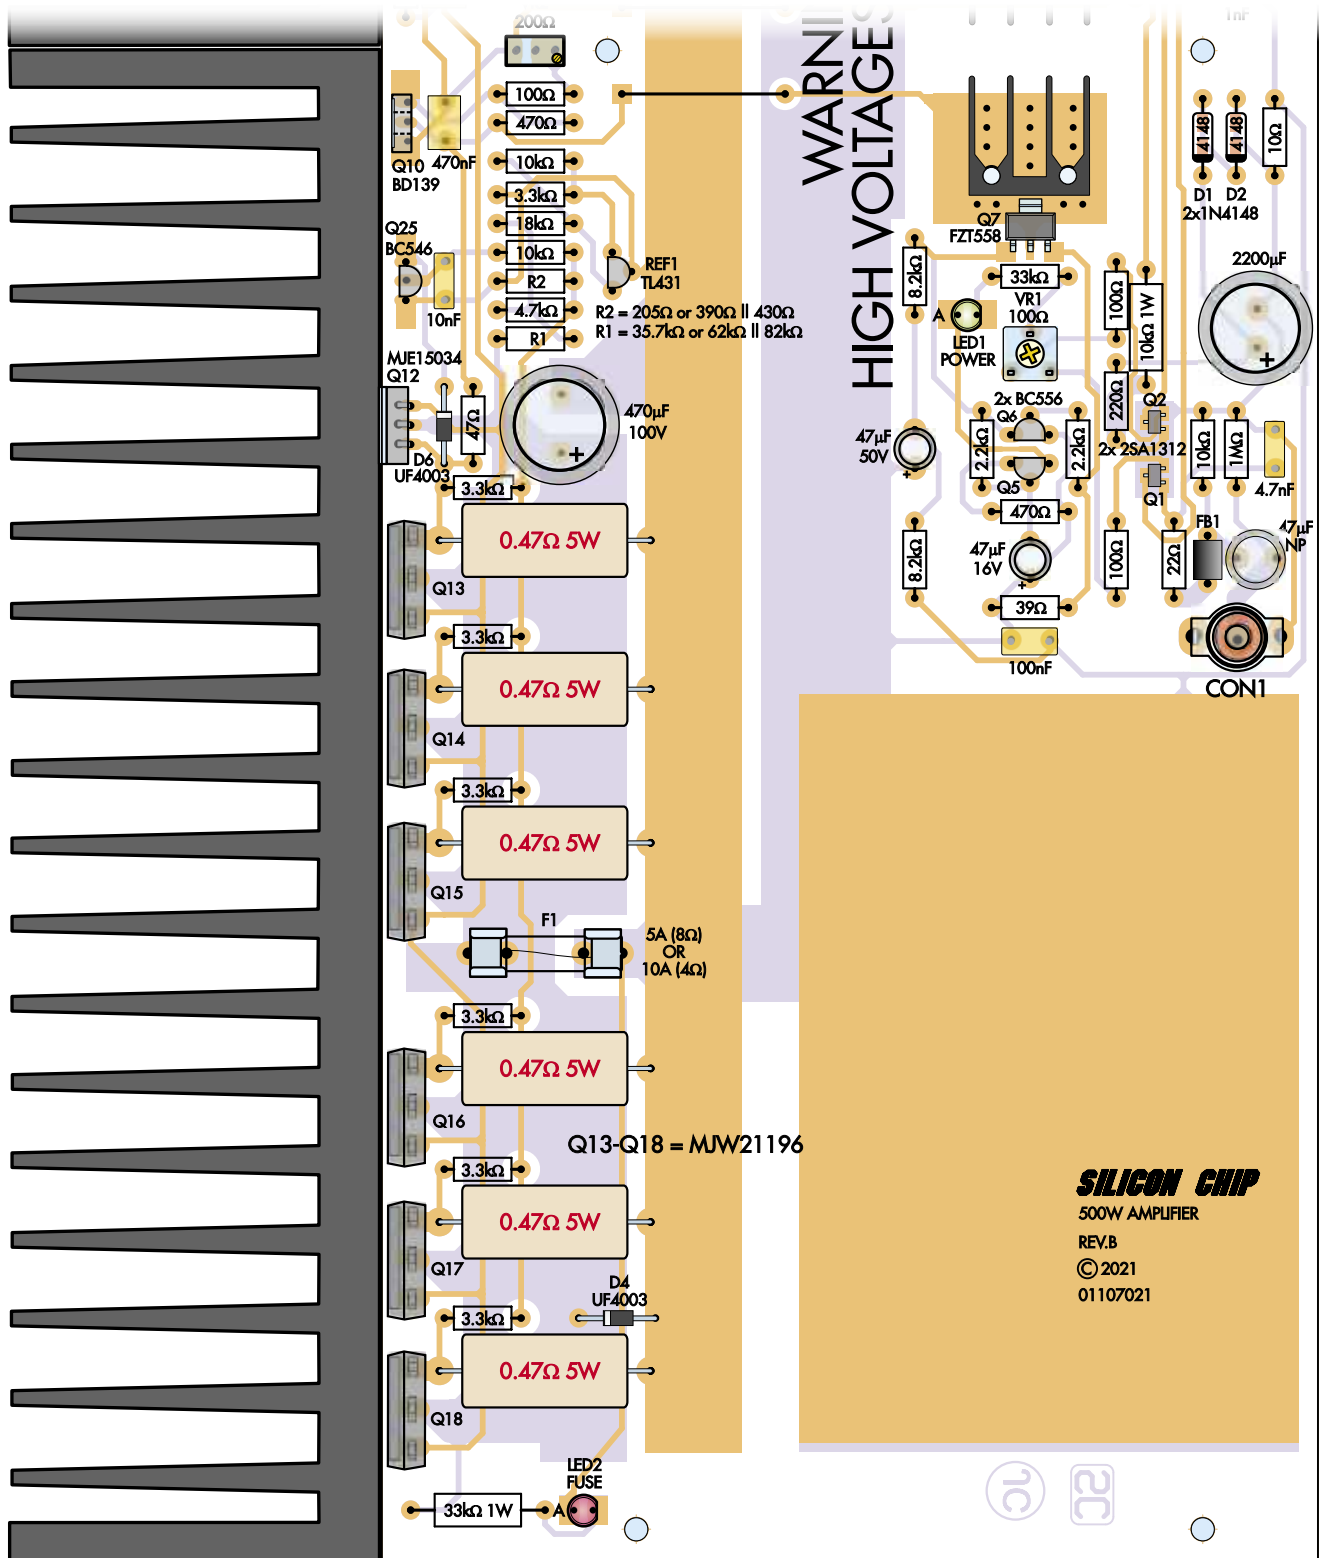 200Ω
1nF
WARNI
HIGH VOLTAGES
100Ω
470Ω
Q10
BD139
470nF
10kΩ
3.3kΩ
18kΩ
10kΩ
R2
4.7kΩ
R1
Q25
BC546
10nF
REF1
TL431
R2 = 205Ω or 390Ω || 430Ω
R1 = 35.7kΩ or 62kΩ || 82kΩ
4148
4148
10Ω
D1
D2
2x1N4148
Q7
FZT558
8.2kΩ
33kΩ
VR1
100Ω
A
LED1
POWER
100Ω
10kΩ 1W
2200µF
+
MJE15034
Q12
47Ω
D6
UF4003
470µF
100V
+
2x BC556
Q6
2.2kΩ
2.2kΩ
Q5
220Ω
Q2
2x 2SA1312
Q1
10kΩ
1MΩ
4.7nF
47µF
50V
+
3.3kΩ
0.47Ω 5W
Q13
470Ω
47µF
16V
+
8.2kΩ
100Ω
22Ω
FB1
47µF
NP
39Ω
100nF
CON1
3.3kΩ
0.47Ω 5W
Q14
3.3kΩ
0.47Ω 5W
Q15
F1
5A (8Ω)
OR
10A (4Ω)
3.3kΩ
0.47Ω 5W
Q16
Q13-Q18 = MJW21196
3.3kΩ
0.47Ω 5W
Q17
SILICON CHIP
500W AMPLIFIER
REV.B
© 2021
01107021
D4
UF4003
3.3kΩ
0.47Ω 5W
Q18
LED2
FUSE
33kΩ 1W
A
SC